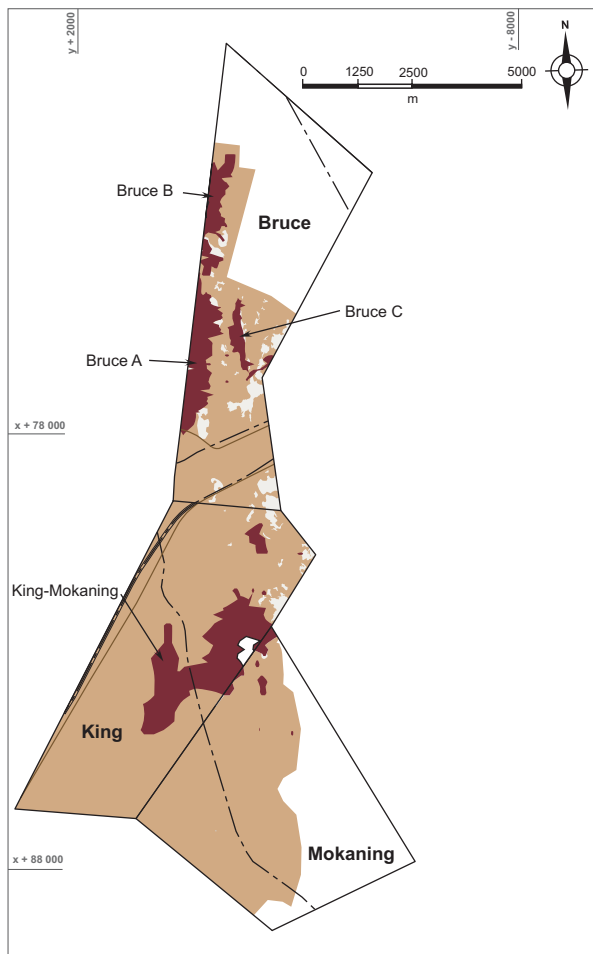 y + 2000
y - 8000
N
0 1250 2500 5000
m
Bruce B
Bruce
Bruce C
Bruce A
x + 78 000
King-Mokaning
King
Mokaning
x + 88 000